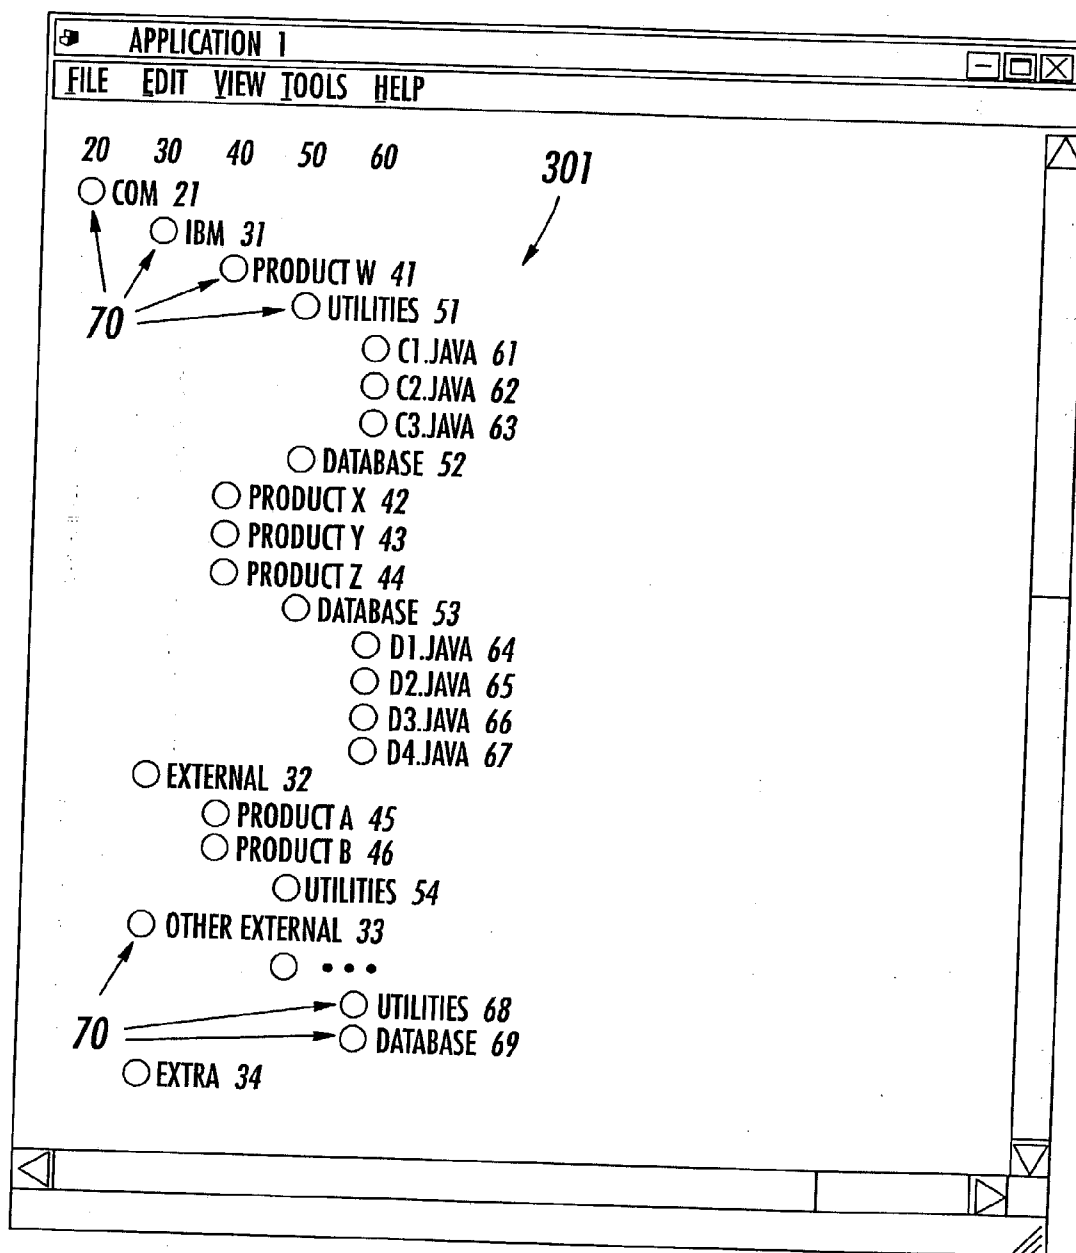 APPLICATION 1
FILE EDIT VIEW TOOLS HELP
20 30 40 50 60
301
COM 21
IBM 31
PRODUCT W 41
70
UTILITIES 51
C1.JAVA 61
C2.JAVA 62
C3.JAVA 63
DATABASE 52
PRODUCT X 42
PRODUCT Y 43
PRODUCT Z 44
DATABASE 53
D1.JAVA 64
D2.JAVA 65
D3.JAVA 66
D4.JAVA 67
EXTERNAL 32
PRODUCT A 45
PRODUCT B 46
UTILITIES 54
OTHER EXTERNAL 33
•••
70
UTILITIES 68
DATABASE 69
EXTRA 34